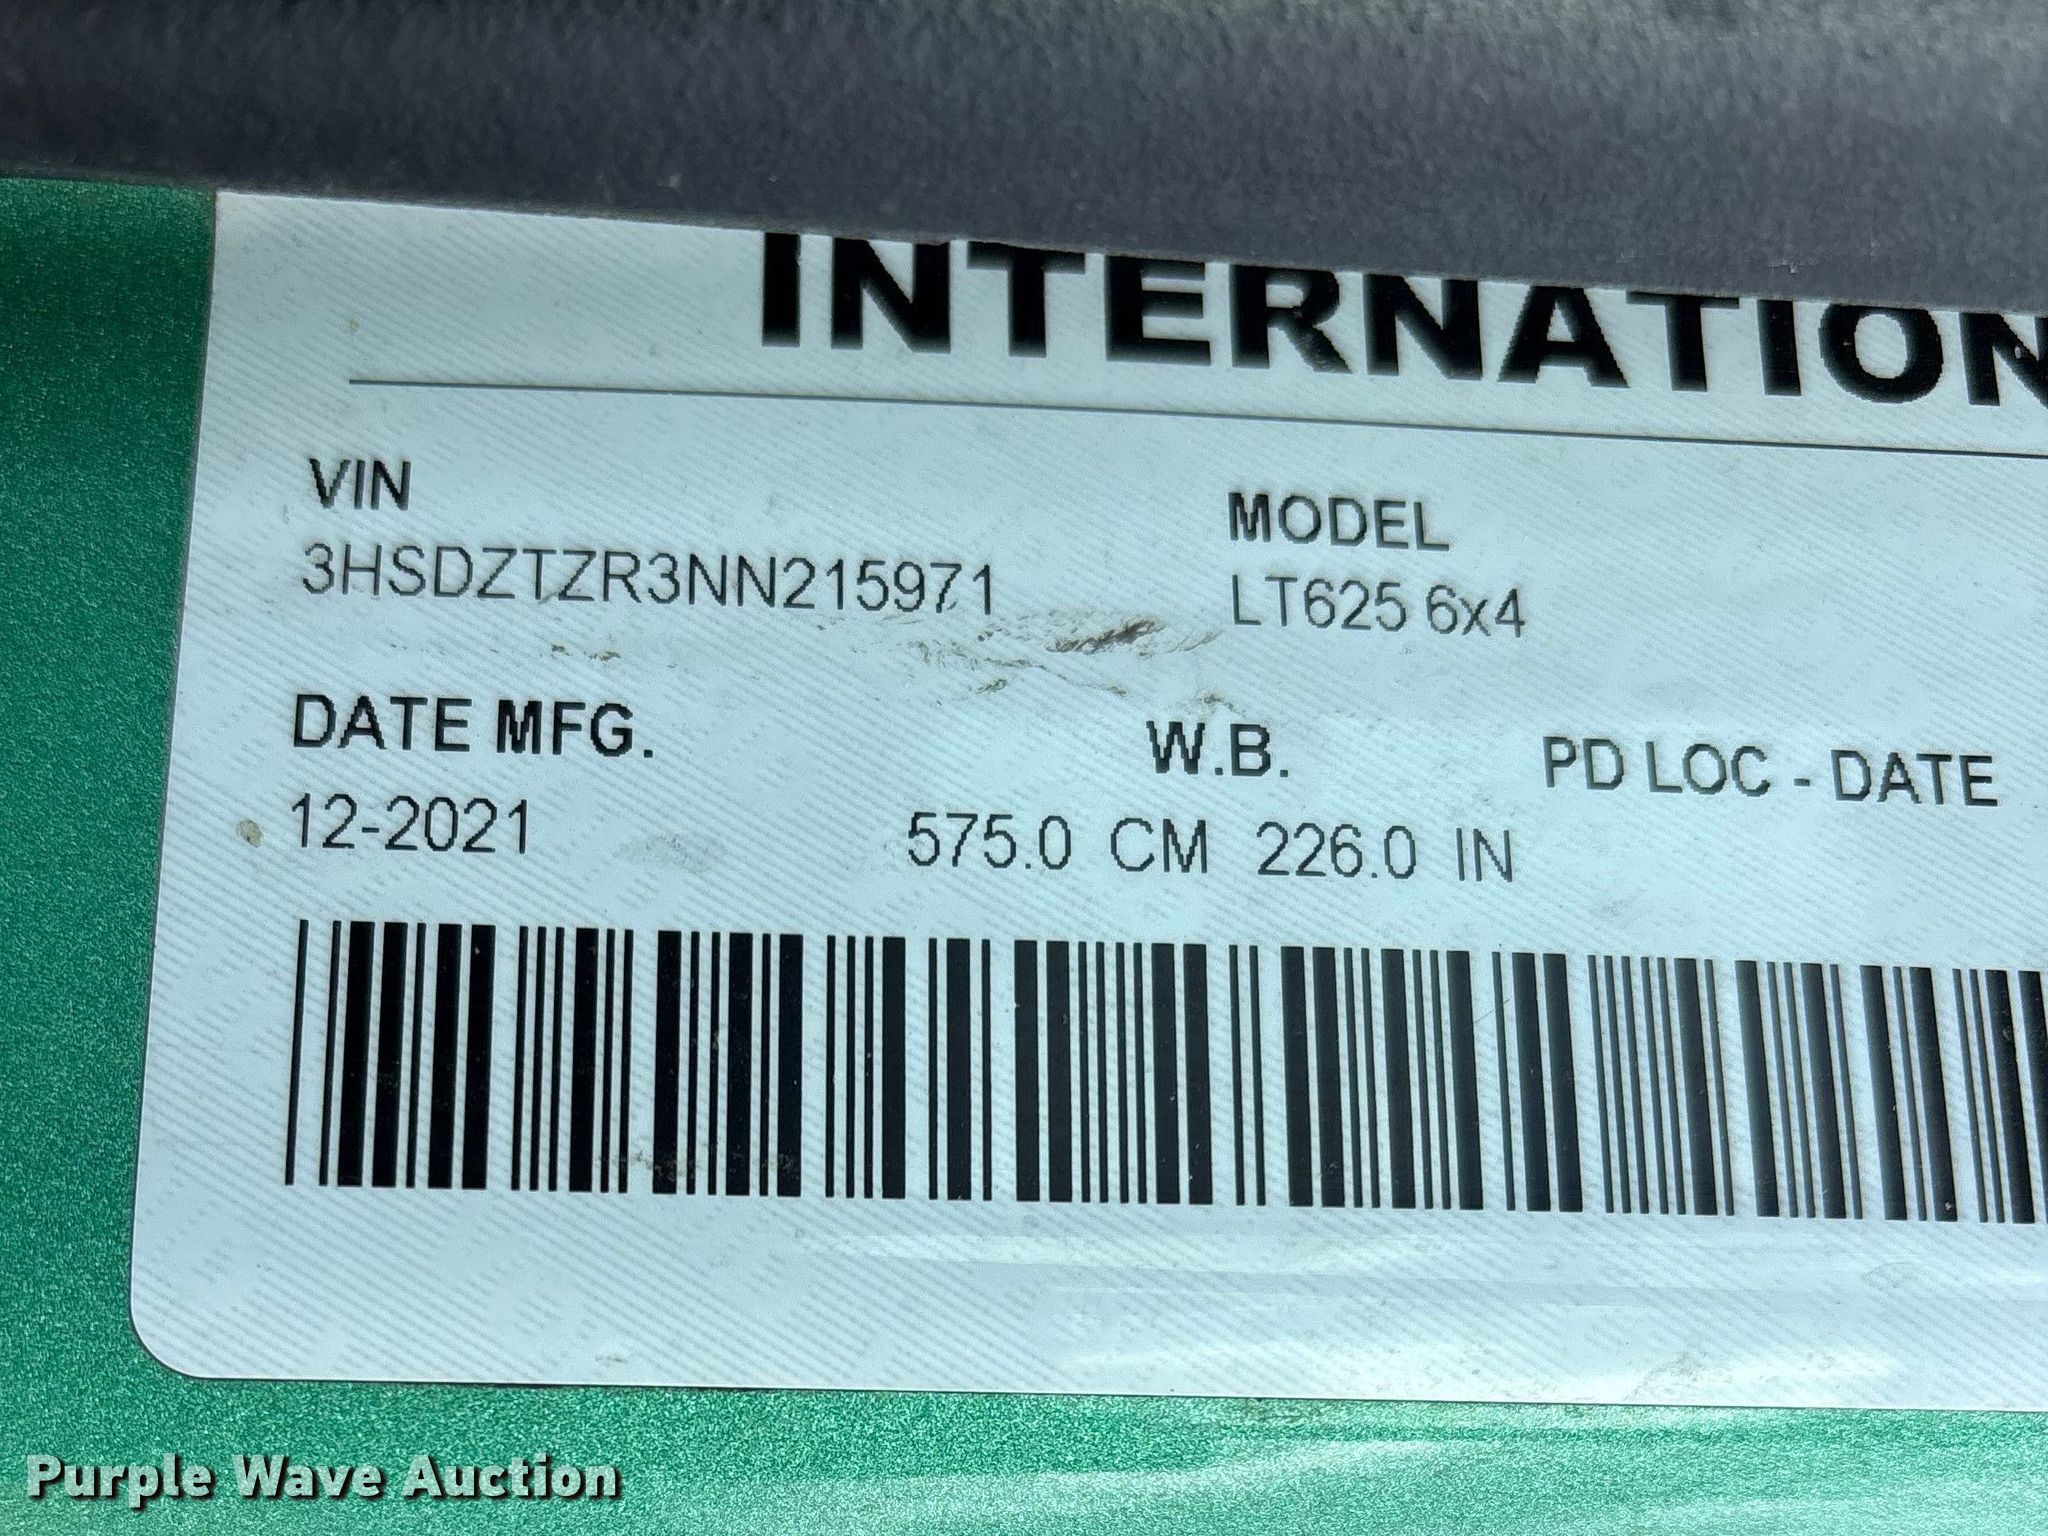 INTERNATION
VIN
3HSDZTZR3NN215971
MODEL
LT625 6x4
DATE MFG.
12-2021
W.B.
575.0 CM 226.0 IN
PD LOC - DATE
Purple Wave Auction